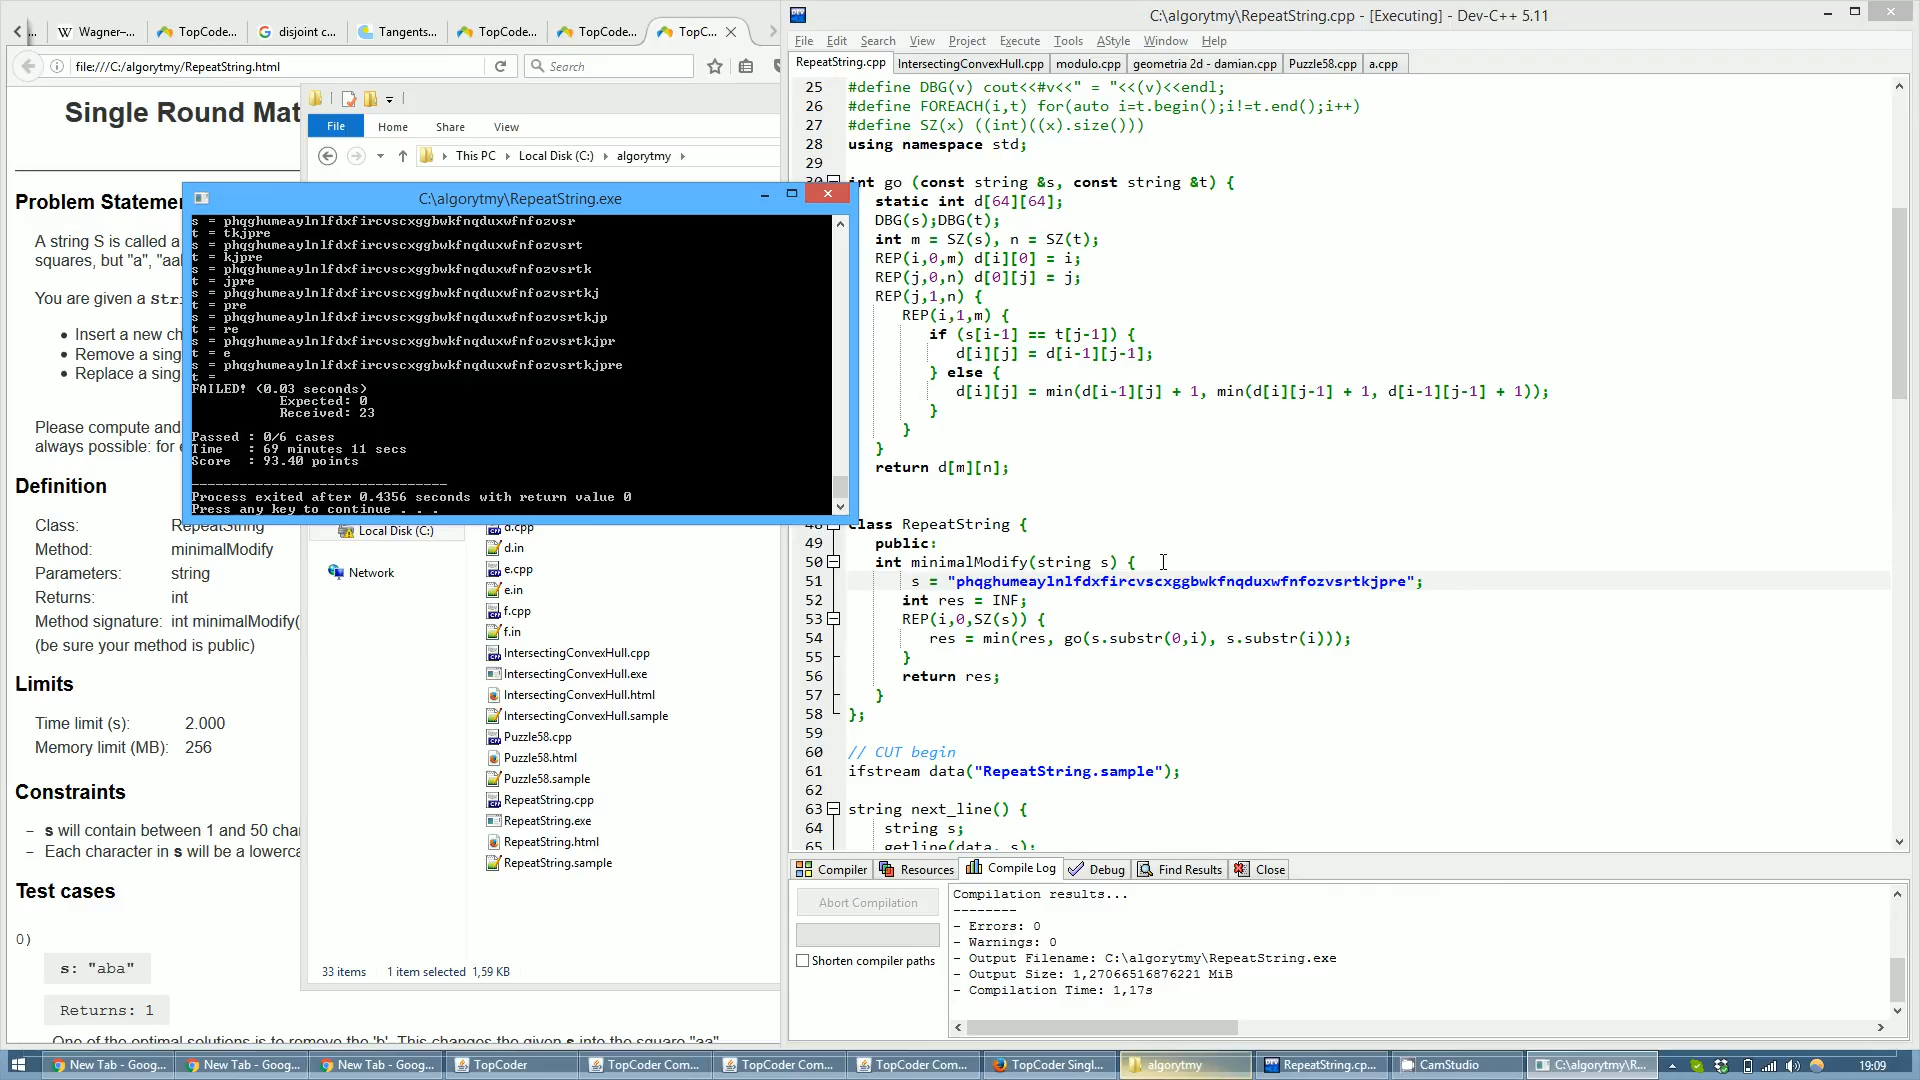 Wagner–...
TopCode...
disjoint c...
Tangents...
TopCode...
TopCode...
TopC...
file:///C:/algorytmy/RepeatString.html
Search
Single Round Mat
Problem Statemer
A string S is called a
squares, but "a", "aal
You are given a Stri
Insert a new ch
Remove a sing
Replace a sing
Please compute and
always possible: for e
Definition
Class: RepeatString
Method: minimalModify
Parameters: string
Returns: int
Method signature: int minimalModify(
(be sure your method is public)
Limits
Time limit (s): 2.000
Memory limit (MB): 256
Constraints
– s will contain between 1 and 50 cha
– Each character in s will be a lowerca
Test cases
0)
s: "aba"
Returns: 1
One of the optimal solutions is to remove the 'b'. This changes the given s into the square "aa"
File Home Share View
This PC Local Disk (C:) algorytmy
C:\algorytmy\RepeatString.exe
s = phqghumeaylnlfdxfircvscxggbwkfnqduxwfnfozvsr
t = tkjpre
s = phqghumeaylnlfdxfircvscxggbwkfnqduxwfnfozvsrt
t = kjpre
s = phqghumeaylnlfdxfircvscxggbwkfnqduxwfnfozvsrtk
t = jpre
s = phqghumeaylnlfdxfircvscxggbwkfnqduxwfnfozvsrtkj
t = pre
s = phqghumeaylnlfdxfircvscxggbwkfnqduxwfnfozvsrtkjp
t = re
s = phqghumeaylnlfdxfircvscxggbwkfnqduxwfnfozvsrtkjpr
t = e
s = phqghumeaylnlfdxfircvscxggbwkfnqduxwfnfozvsrtkjpre
t =
FAILED! (0.03 seconds)
Expected: 0
Received: 23
Passed : 0/6 cases
Time : 69 minutes 11 secs
Score : 93.40 points
--------------------------------
Process exited after 0.4356 seconds with return value 0
Press any key to continue . . .
Local Disk (C:)
Network
d.cpp
d.in
e.cpp
e.in
f.cpp
f.in
IntersectingConvexHull.cpp
IntersectingConvexHull.exe
IntersectingConvexHull.html
IntersectingConvexHull.sample
Puzzle58.cpp
Puzzle58.html
Puzzle58.sample
RepeatString.cpp
RepeatString.exe
RepeatString.html
RepeatString.sample
33 items 1 item selected 1,59 KB
C:\algorytmy\RepeatString.cpp - [Executing] - Dev-C++ 5.11
File Edit Search View Project Execute Tools AStyle Window Help
RepeatString.cpp IntersectingConvexHull.cpp modulo.cpp geometria 2d - damian.cpp Puzzle58.cpp a.cpp
25 #define DBG(v) cout<<#v<<" = "<<(v)<<endl;
26 #define FOREACH(i,t) for(auto i=t.begin();i!=t.end();i++)
27 #define SZ(x) ((int)((x).size()))
28 using namespace std;
29
30 int go (const string &s, const string &t) {
static int d[64][64];
DBG(s);DBG(t);
int m = SZ(s), n = SZ(t);
REP(i,0,m) d[i][0] = i;
REP(j,0,n) d[0][j] = j;
REP(j,1,n) {
REP(i,1,m) {
if (s[i-1] == t[j-1]) {
d[i][j] = d[i-1][j-1];
} else {
d[i][j] = min(d[i-1][j] + 1, min(d[i][j-1] + 1, d[i-1][j-1] + 1));
}
}
}
return d[m][n];
48 class RepeatString {
49 public:
50 int minimalModify(string s) {
51 s = "phqghumeaylnlfdxfircvscxggbwkfnqduxwfnfozvsrtkjpre";
52 int res = INF;
53 REP(i,0,SZ(s)) {
54 res = min(res, go(s.substr(0,i), s.substr(i)));
55 }
56 return res;
57 }
58 };
59
60 // CUT begin
61 ifstream data("RepeatString.sample");
62
63 string next_line() {
64 string s;
65 getline(data, s);
Compiler Resources Compile Log Debug Find Results Close
Abort Compilation
Shorten compiler paths
Compilation results...
--------
- Errors: 0
- Warnings: 0
- Output Filename: C:\algorytmy\RepeatString.exe
- Output Size: 1,27066516876221 MiB
- Compilation Time: 1,17s
New Tab - Goog...
New Tab - Goog...
New Tab - Goog...
TopCoder
TopCoder Com...
TopCoder Com...
TopCoder Com...
TopCoder Singl...
algorytmy
RepeatString.cp...
CamStudio
C:\algorytmy\R...
19:09